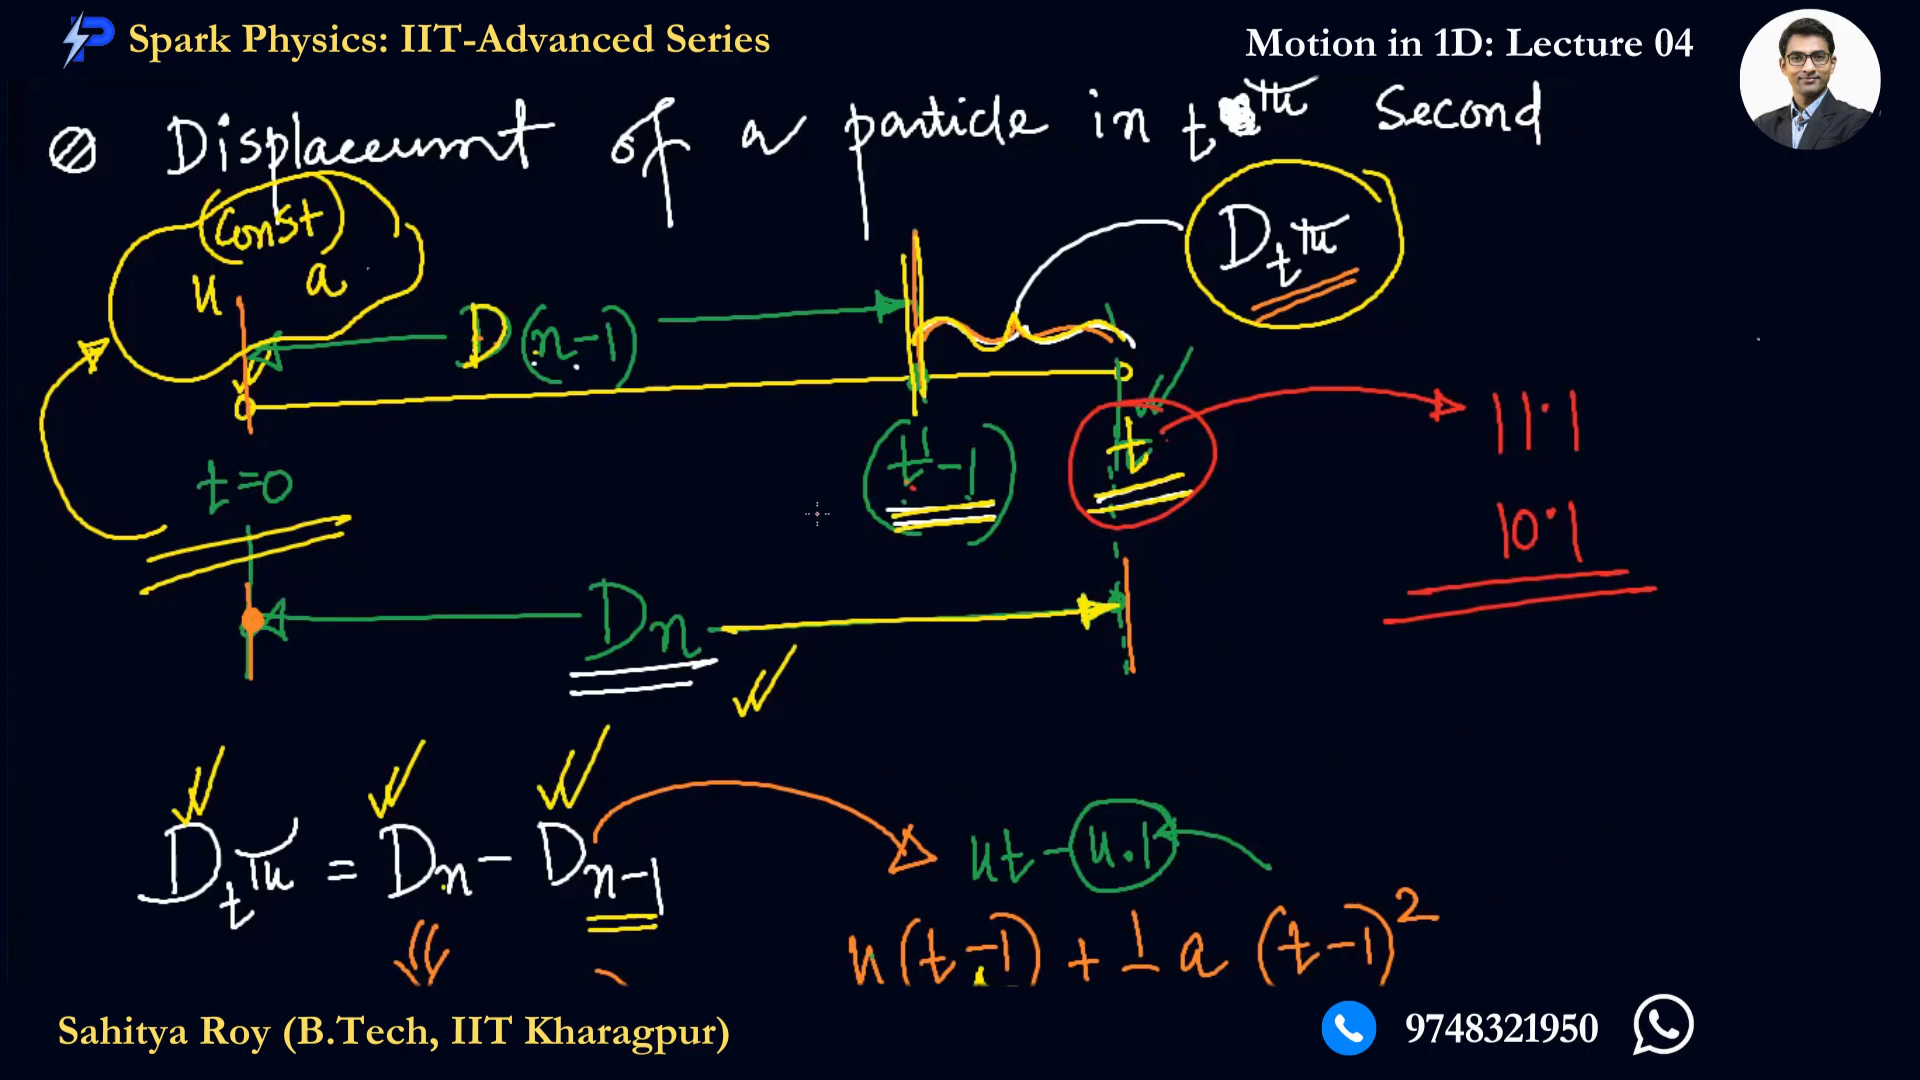 Spark Physics: IIT-Advanced Series
Motion in 1D: Lecture 04
Displacement of a particle in tth Second
(Const)
u a
D(n-1)
Dtth
t=0
(t-1)
t
11.1
10.1
Dn
Dtth = Dn - Dn-1
ut - u.1
u(t-1) + 1 a (t-1)2
Sahitya Roy (B.Tech, IIT Kharagpur)
9748321950